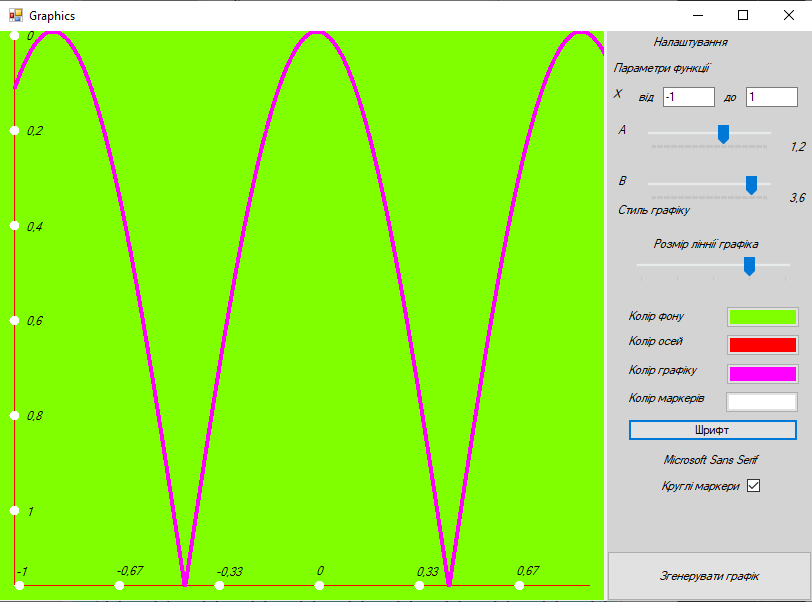 Graphics
0
0,2
0,4
0,6
0,8
1
-1
-0,67
-0,33
0
0,33
0,67
Налаштування
Параметри функції
X від -1 до 1
A
1,2
B
3,6
Стиль графіку
Розмір ліннії графіка
Колір фону
Колір осей
Колір графіку
Колір маркерів
Шрифт
Microsoft Sans Serif
Круглі маркери
Згенерувати графік